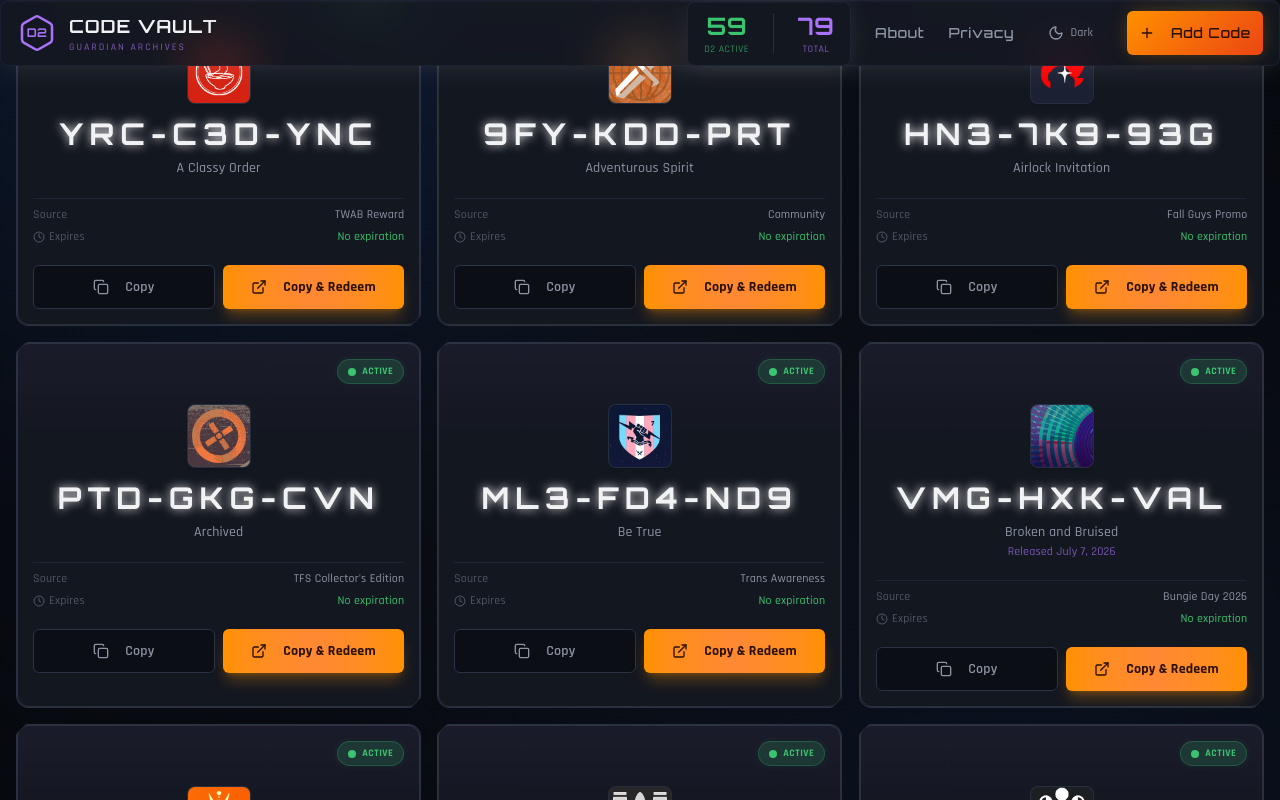 D2
CODE VAULT
GUARDIAN ARCHIVES
59
D2 ACTIVE
79
TOTAL
About
Privacy
Dark
+ Add Code
YRC-C3D-YNC
A Classy Order
Source
TWAB Reward
Expires
No expiration
Copy
Copy & Redeem
9FY-KDD-PRT
Adventurous Spirit
Source
Community
Expires
No expiration
Copy
Copy & Redeem
HN3-7K9-93G
Airlock Invitation
Source
Fall Guys Promo
Expires
No expiration
Copy
Copy & Redeem
ACTIVE
PTD-GKG-CVN
Archived
Source
TFS Collector's Edition
Expires
No expiration
Copy
Copy & Redeem
ACTIVE
7
ML3-FD4-ND9
Be True
Source
Trans Awareness
Expires
No expiration
Copy
Copy & Redeem
ACTIVE
VMG-HXK-VAL
Broken and Bruised
Released July 7, 2026
Source
Bungie Day 2026
Expires
No expiration
Copy
Copy & Redeem
ACTIVE
ACTIVE
ACTIVE